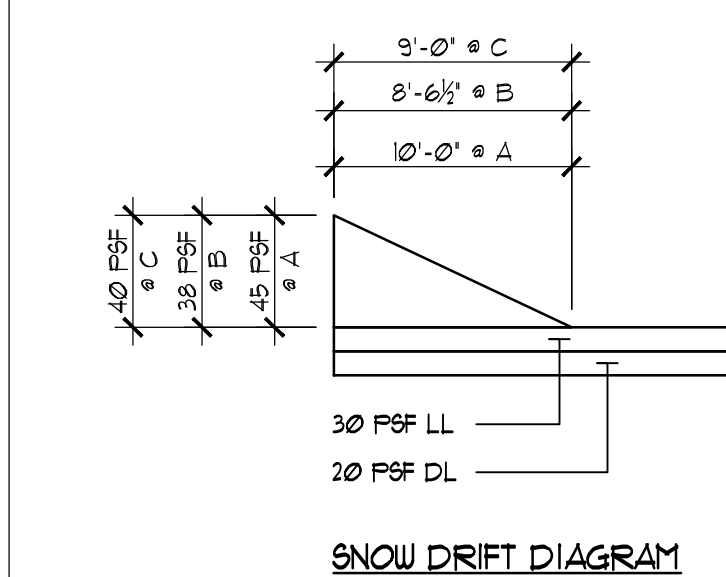 9'-0" @ C
8'-6½" @ B
10'-0" @ A
40 PSF
@ C
38 PSF
@ B
45 PSF
@ A
30 PSF LL
20 PSF DL
SNOW DRIFT DIAGRAM